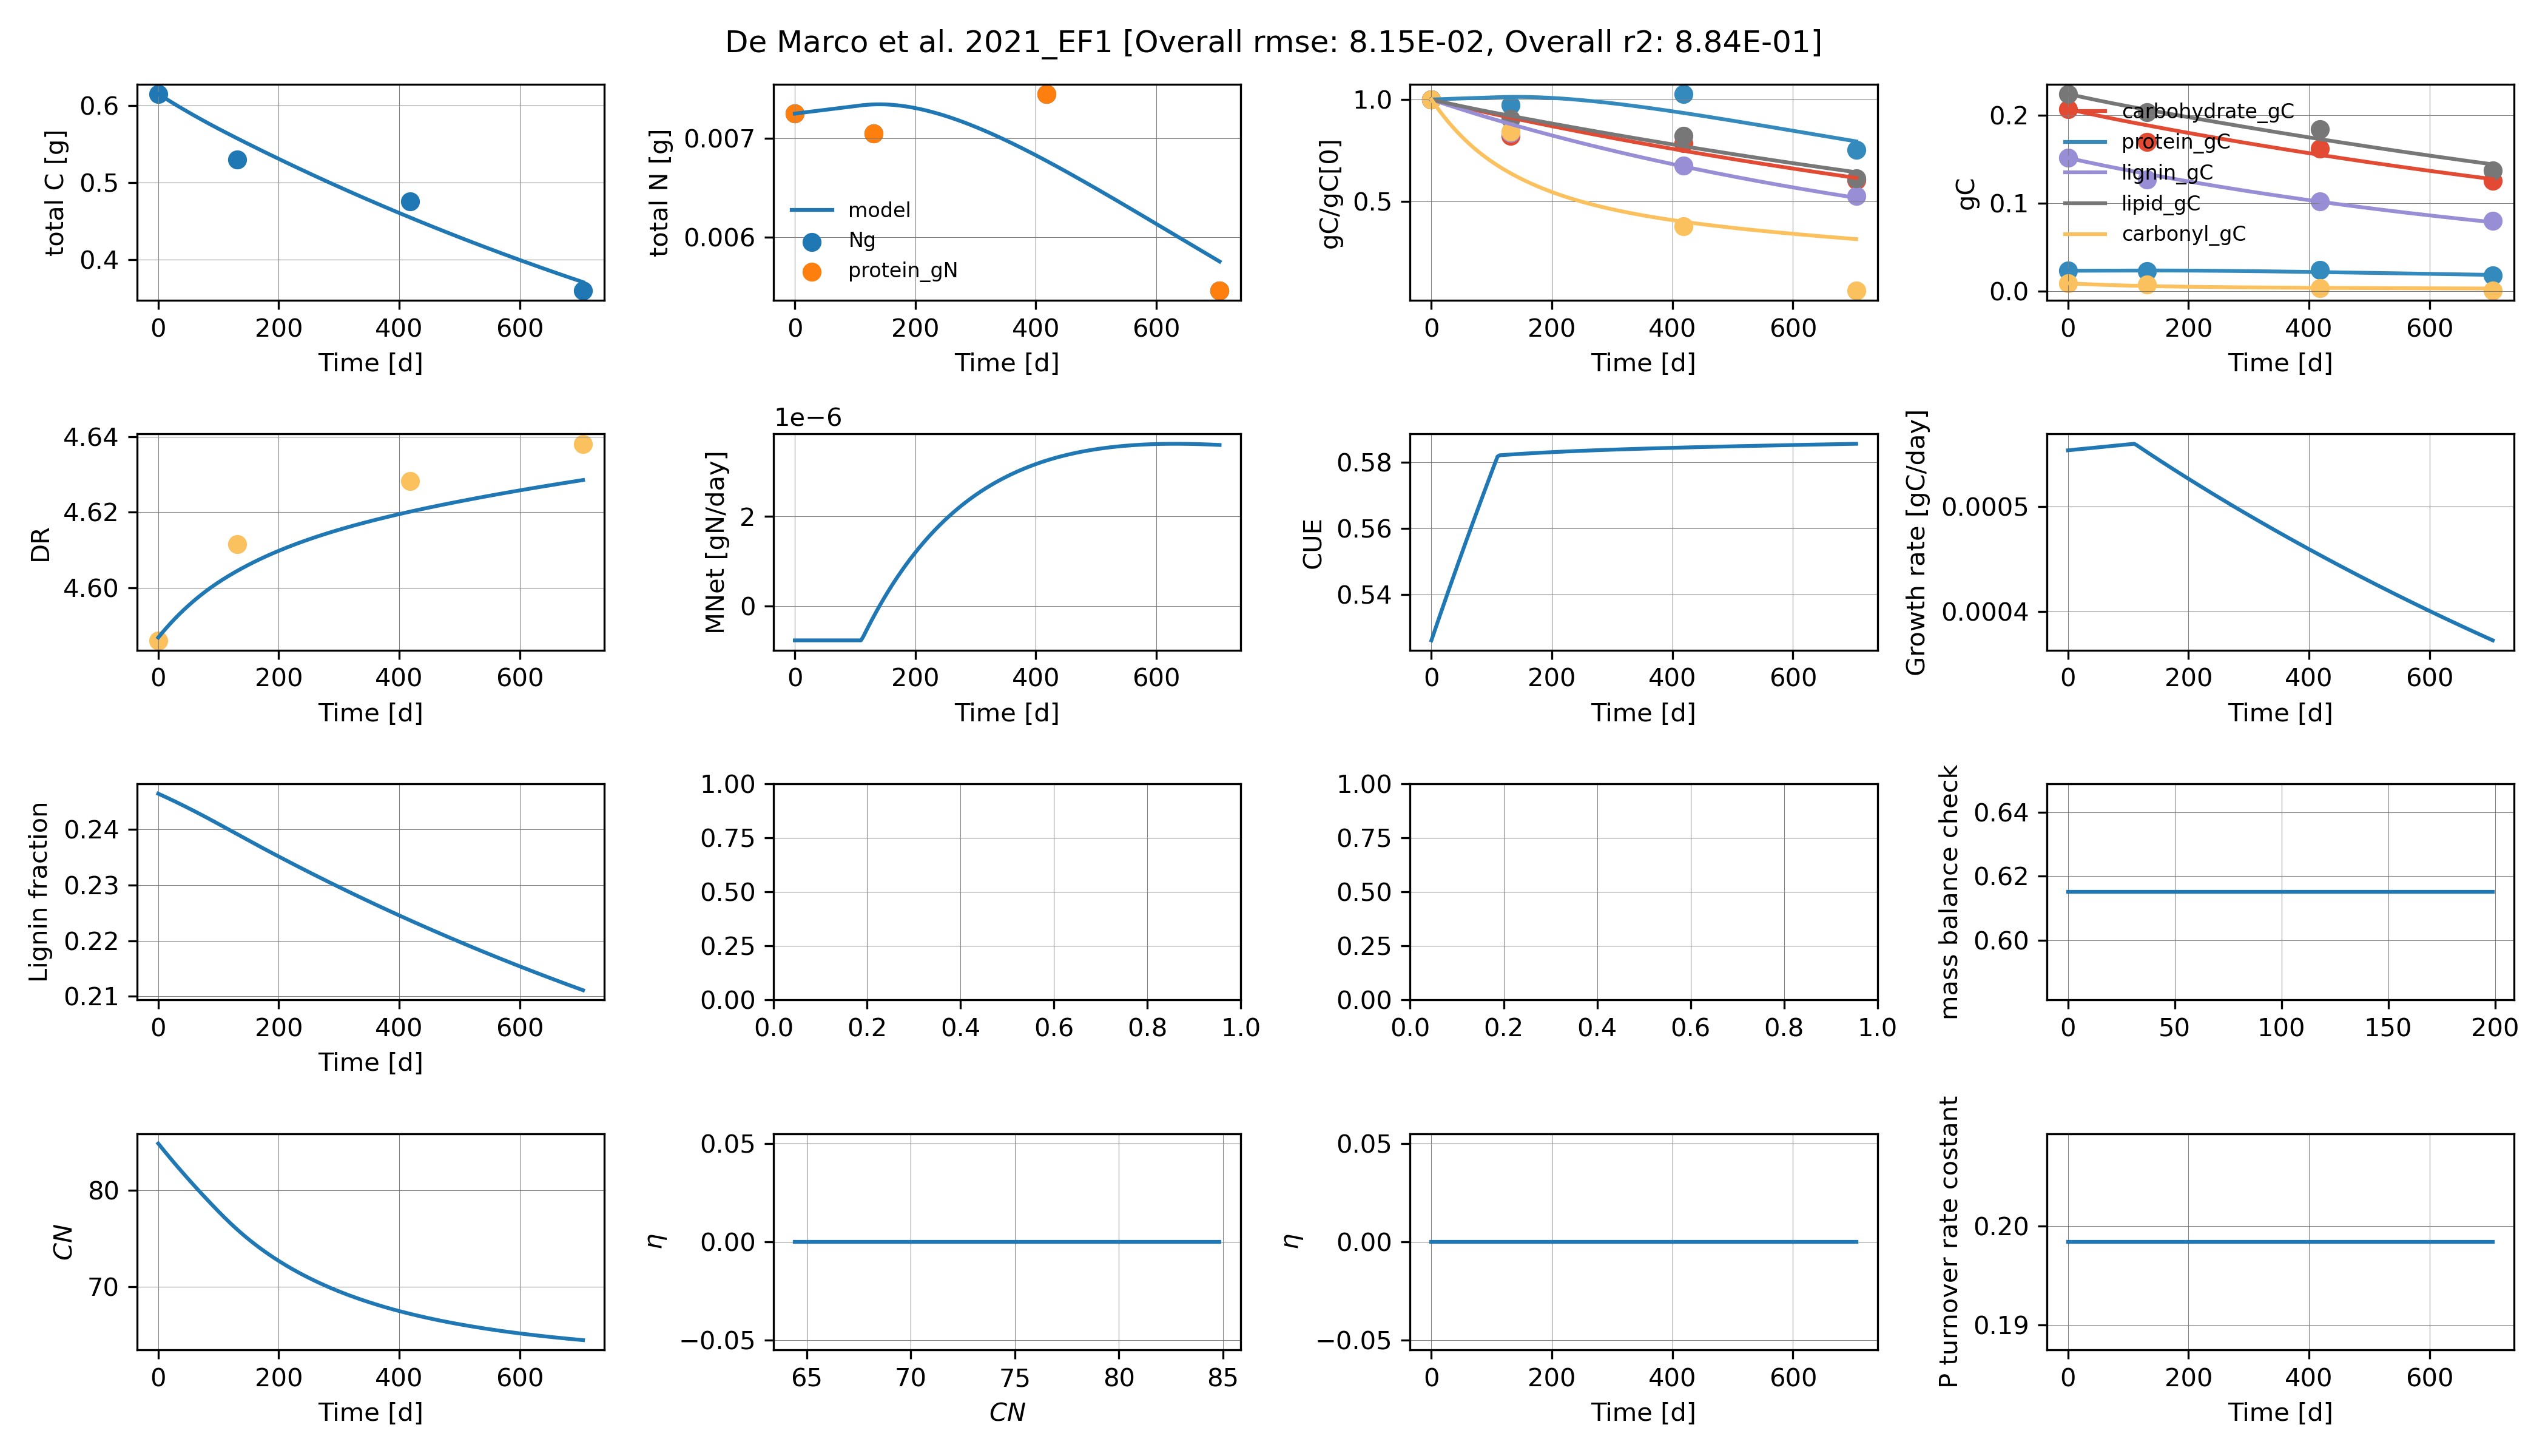 De Marco et al. 2021_EF1 [Overall rmse: 8.15E-02, Overall r2: 8.84E-01]
total C [g]
0.6
0.5
0.4
0 200 400 600
Time [d]
total N [g]
0.007
0.006
model
Ng
protein_gN
0 200 400 600
Time [d]
gC/gC[0]
1.0
0.5
0 200 400 600
Time [d]
gC
0.2
0.1
0.0
carbohydrate_gC
protein_gC
lignin_gC
lipid_gC
carbonyl_gC
0 200 400 600
Time [d]
DR
4.64
4.62
4.60
0 200 400 600
Time [d]
1e−6
MNet [gN/day]
2
0
0 200 400 600
Time [d]
CUE
0.58
0.56
0.54
0 200 400 600
Time [d]
Growth rate [gC/day]
0.0005
0.0004
0 200 400 600
Time [d]
Lignin fraction
0.24
0.23
0.22
0.21
0 200 400 600
Time [d]
1.00
0.75
0.50
0.25
0.00
0.0 0.2 0.4 0.6 0.8 1.0
1.00
0.75
0.50
0.25
0.00
0.0 0.2 0.4 0.6 0.8 1.0
mass balance check
0.64
0.62
0.60
0 50 100 150 200
CN
80
70
0 200 400 600
Time [d]
η
0.05
0.00
−0.05
65 70 75 80 85
CN
η
0.05
0.00
−0.05
0 200 400 600
Time [d]
P turnover rate costant
0.20
0.19
0 200 400 600
Time [d]